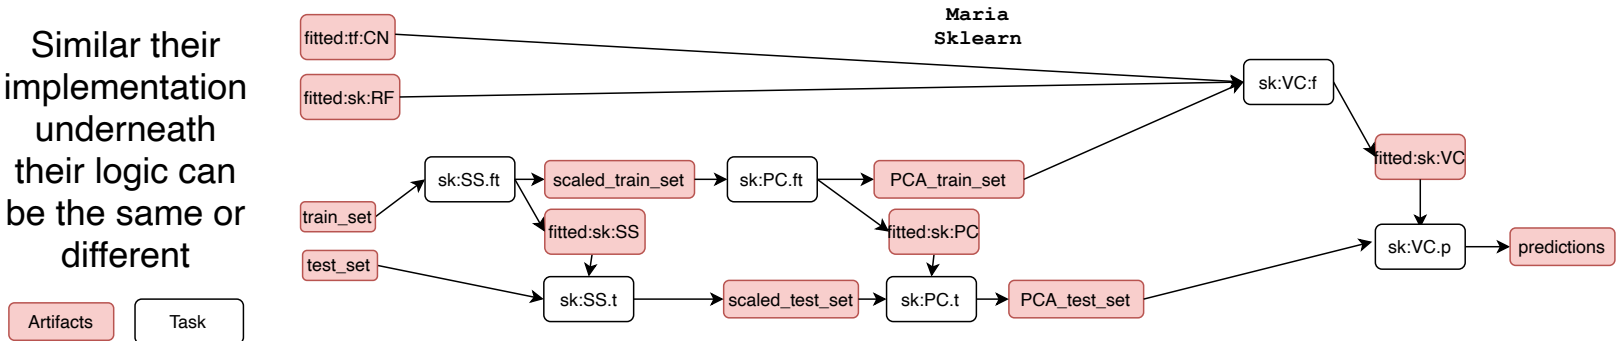 Similar their
implementation
underneath
their logic can
be the same or
different
Artifacts
Task
Maria
Sklearn
fitted:tf:CN
fitted:sk:RF
sk:VC:f
fitted:sk:VC
sk:SS.ft
scaled_train_set
sk:PC.ft
PCA_train_set
train_set
fitted:sk:SS
fitted:sk:PC
sk:VC.p
predictions
test_set
sk:SS.t
scaled_test_set
sk:PC.t
PCA_test_set